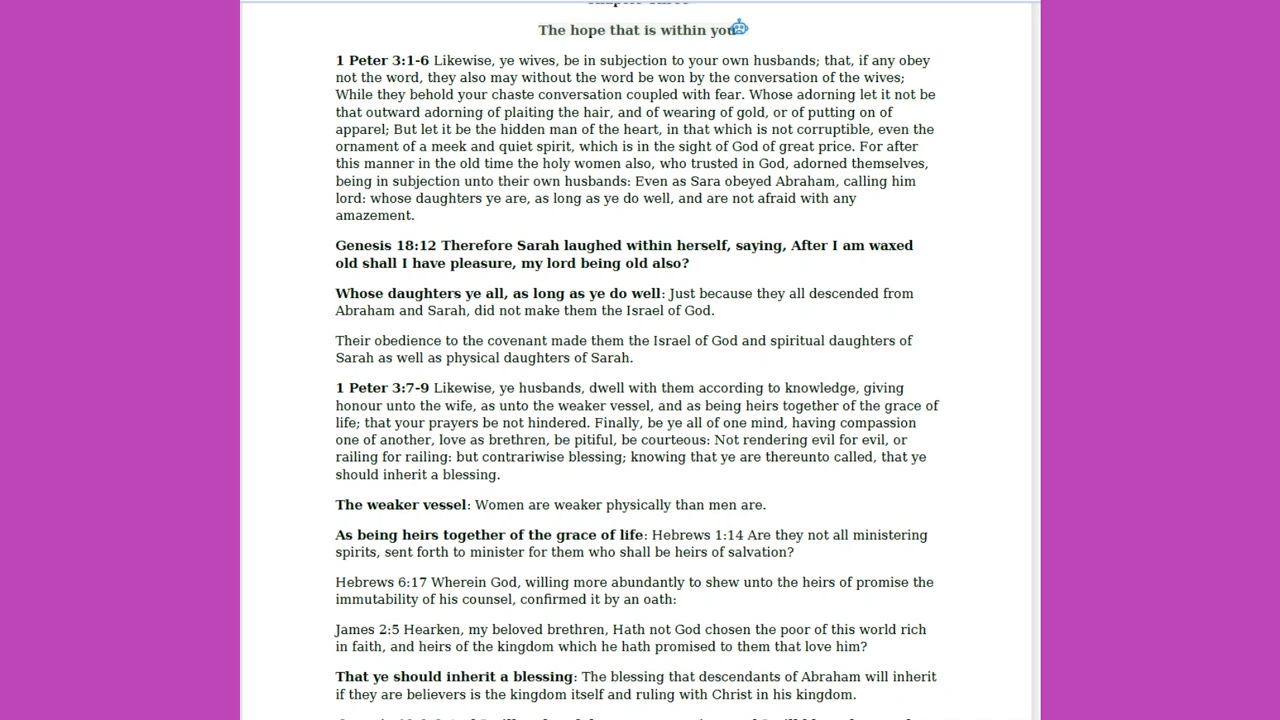 The hope that is within you
1 Peter 3:1-6 Likewise, ye wives, be in subjection to your own husbands; that, if any obey
not the word, they also may without the word be won by the conversation of the wives;
While they behold your chaste conversation coupled with fear. Whose adorning let it not be
that outward adorning of plaiting the hair, and of wearing of gold, or of putting on of
apparel; But let it be the hidden man of the heart, in that which is not corruptible, even the
ornament of a meek and quiet spirit, which is in the sight of God of great price. For after
this manner in the old time the holy women also, who trusted in God, adorned themselves,
being in subjection unto their own husbands: Even as Sara obeyed Abraham, calling him
lord: whose daughters ye are, as long as ye do well, and are not afraid with any
amazement.
Genesis 18:12 Therefore Sarah laughed within herself, saying, After I am waxed
old shall I have pleasure, my lord being old also?
Whose daughters ye all, as long as ye do well: Just because they all descended from
Abraham and Sarah, did not make them the Israel of God.
Their obedience to the covenant made them the Israel of God and spiritual daughters of
Sarah as well as physical daughters of Sarah.
1 Peter 3:7-9 Likewise, ye husbands, dwell with them according to knowledge, giving
honour unto the wife, as unto the weaker vessel, and as being heirs together of the grace of
life; that your prayers be not hindered. Finally, be ye all of one mind, having compassion
one of another, love as brethren, be pitiful, be courteous: Not rendering evil for evil, or
railing for railing: but contrariwise blessing; knowing that ye are thereunto called, that ye
should inherit a blessing.
The weaker vessel: Women are weaker physically than men are.
As being heirs together of the grace of life: Hebrews 1:14 Are they not all ministering
spirits, sent forth to minister for them who shall be heirs of salvation?
Hebrews 6:17 Wherein God, willing more abundantly to shew unto the heirs of promise the
immutability of his counsel, confirmed it by an oath:
James 2:5 Hearken, my beloved brethren, Hath not God chosen the poor of this world rich
in faith, and heirs of the kingdom which he hath promised to them that love him?
That ye should inherit a blessing: The blessing that descendants of Abraham will inherit
if they are believers is the kingdom itself and ruling with Christ in his kingdom.